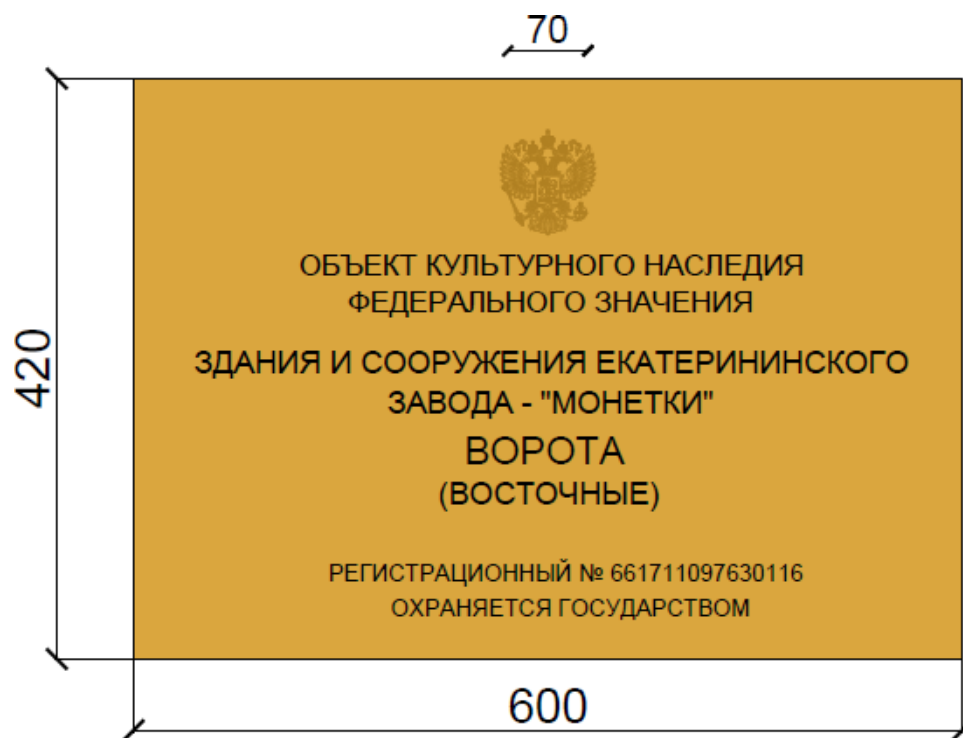 70
ОБЪЕКТ КУЛЬТУРНОГО НАСЛЕДИЯ
ФЕДЕРАЛЬНОГО ЗНАЧЕНИЯ
ЗДАНИЯ И СООРУЖЕНИЯ ЕКАТЕРИНИНСКОГО
ЗАВОДА - "МОНЕТКИ"
ВОРОТА
(ВОСТОЧНЫЕ)
РЕГИСТРАЦИОННЫЙ № 661711097630116
ОХРАНЯЕТСЯ ГОСУДАРСТВОМ
420
600